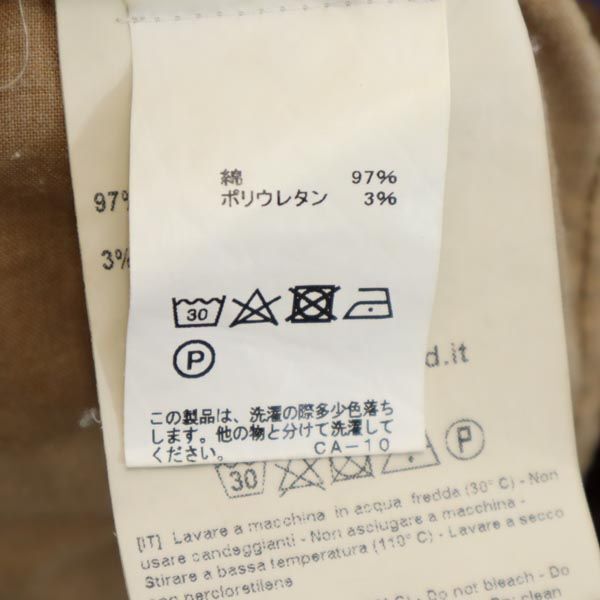 綿 97%
ポリウレタン 3%
97%
3%
30
P
d.it
この製品は、洗濯の際多少色落ち
します。他の物と分けて洗濯して
ください。 CA-10
30 P
[IT] Lavare a macchina in acqua fredda (30° C) - Non
usare candeggianti - Non asciugare a macchina -
Stirare a bassa temperatura (110° C) - Lavare a secco
con percloretilene
Do not bleach - Do